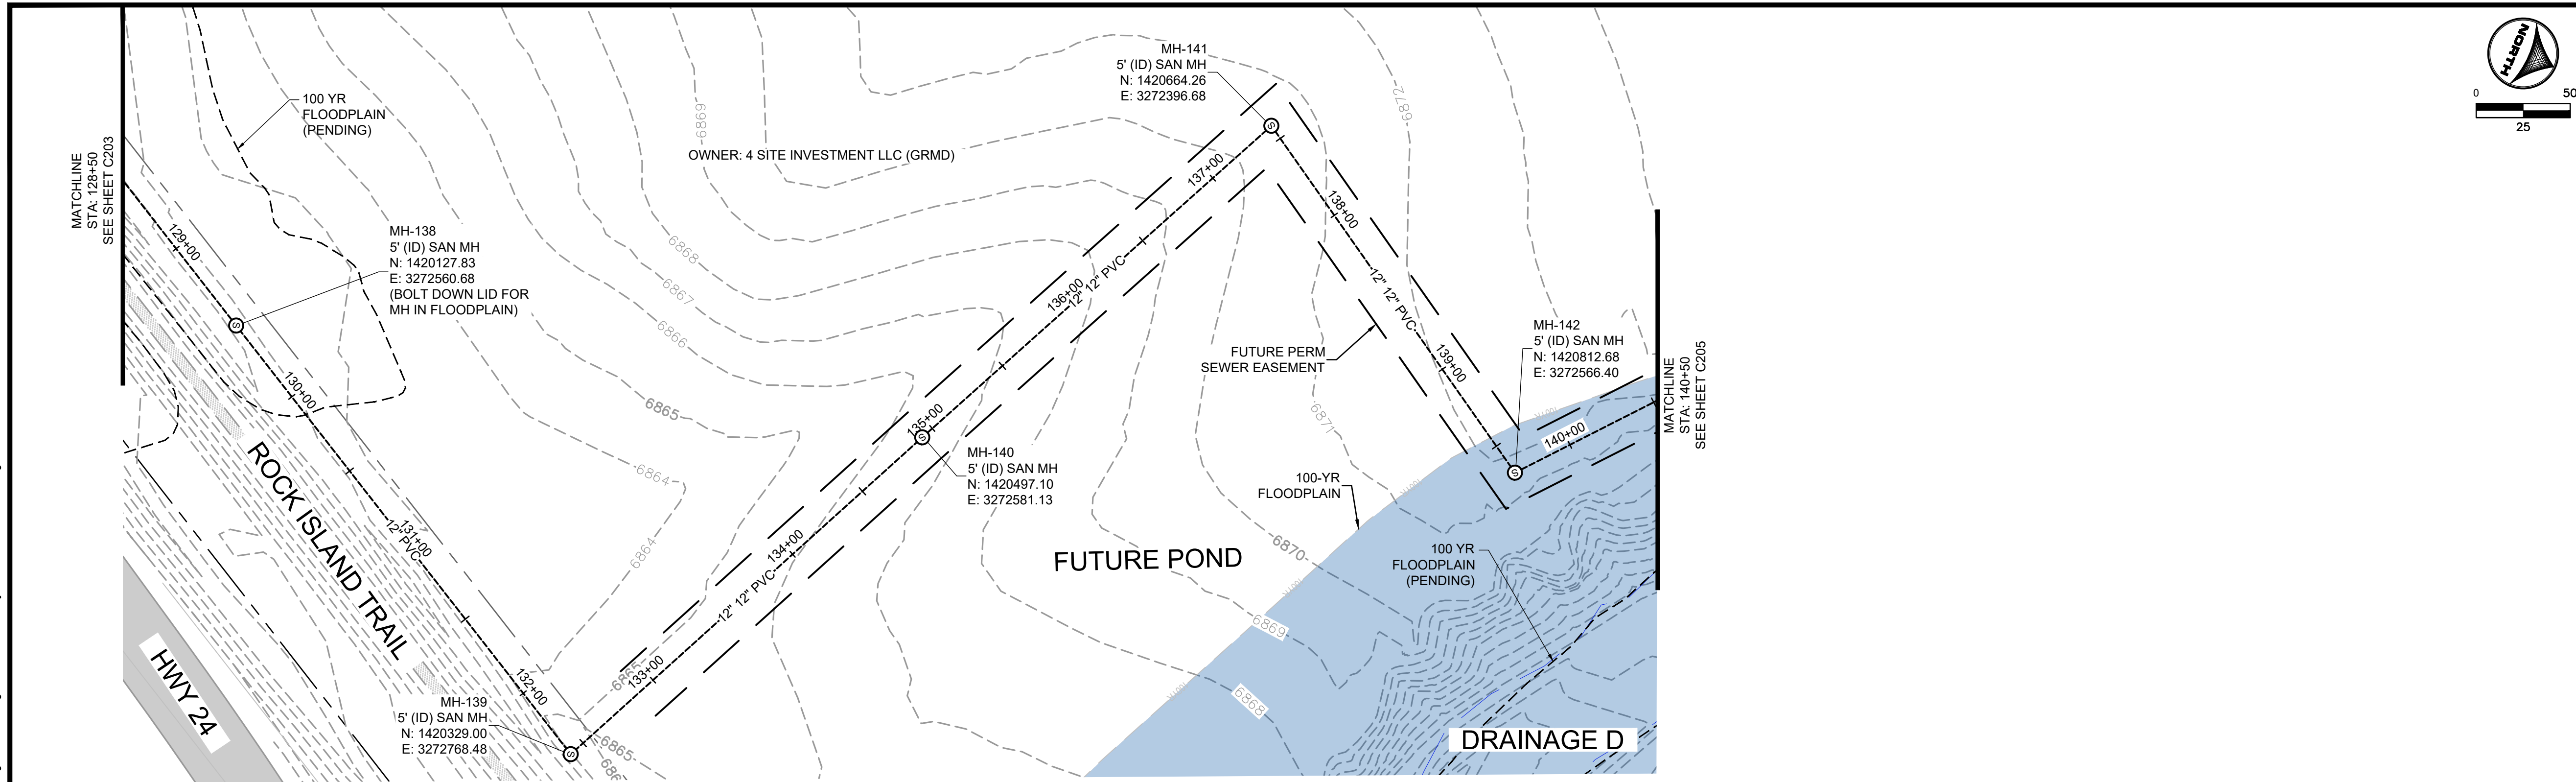 MATCHLINE
STA: 128+50
SEE SHEET C203
100 YR
FLOODPLAIN
(PENDING)
129+00
MH-138
5' (ID) SAN MH
N: 1420127.83
E: 3272560.68
(BOLT DOWN LID FOR
MH IN FLOODPLAIN)
130+00
131+00
12" PVC
132+00
ROCK ISLAND TRAIL
HWY 24
MH-139
5' (ID) SAN MH
N: 1420329.00
E: 3272768.48
6865
6865
133+00
12" 12" PVC
134+00
6864
6864
6865
6866
6867
6868
6869
OWNER: 4 SITE INVESTMENT LLC (GRMD)
135+00
MH-140
5' (ID) SAN MH
N: 1420497.10
E: 3272581.13
136+00
12" 12" PVC
137+00
MH-141
5' (ID) SAN MH
N: 1420664.26
E: 3272396.68
6872
138+00
12" 12" PVC
139+00
FUTURE PERM
SEWER EASEMENT
6871
MH-142
5' (ID) SAN MH
N: 1420812.68
E: 3272566.40
140+00
MATCHLINE
STA: 140+50
SEE SHEET C205
100-YR
FLOODPLAIN
FUTURE POND
6870
6869
6868
100 YR
FLOODPLAIN
(PENDING)
DRAINAGE D
NORTH
0 50
25